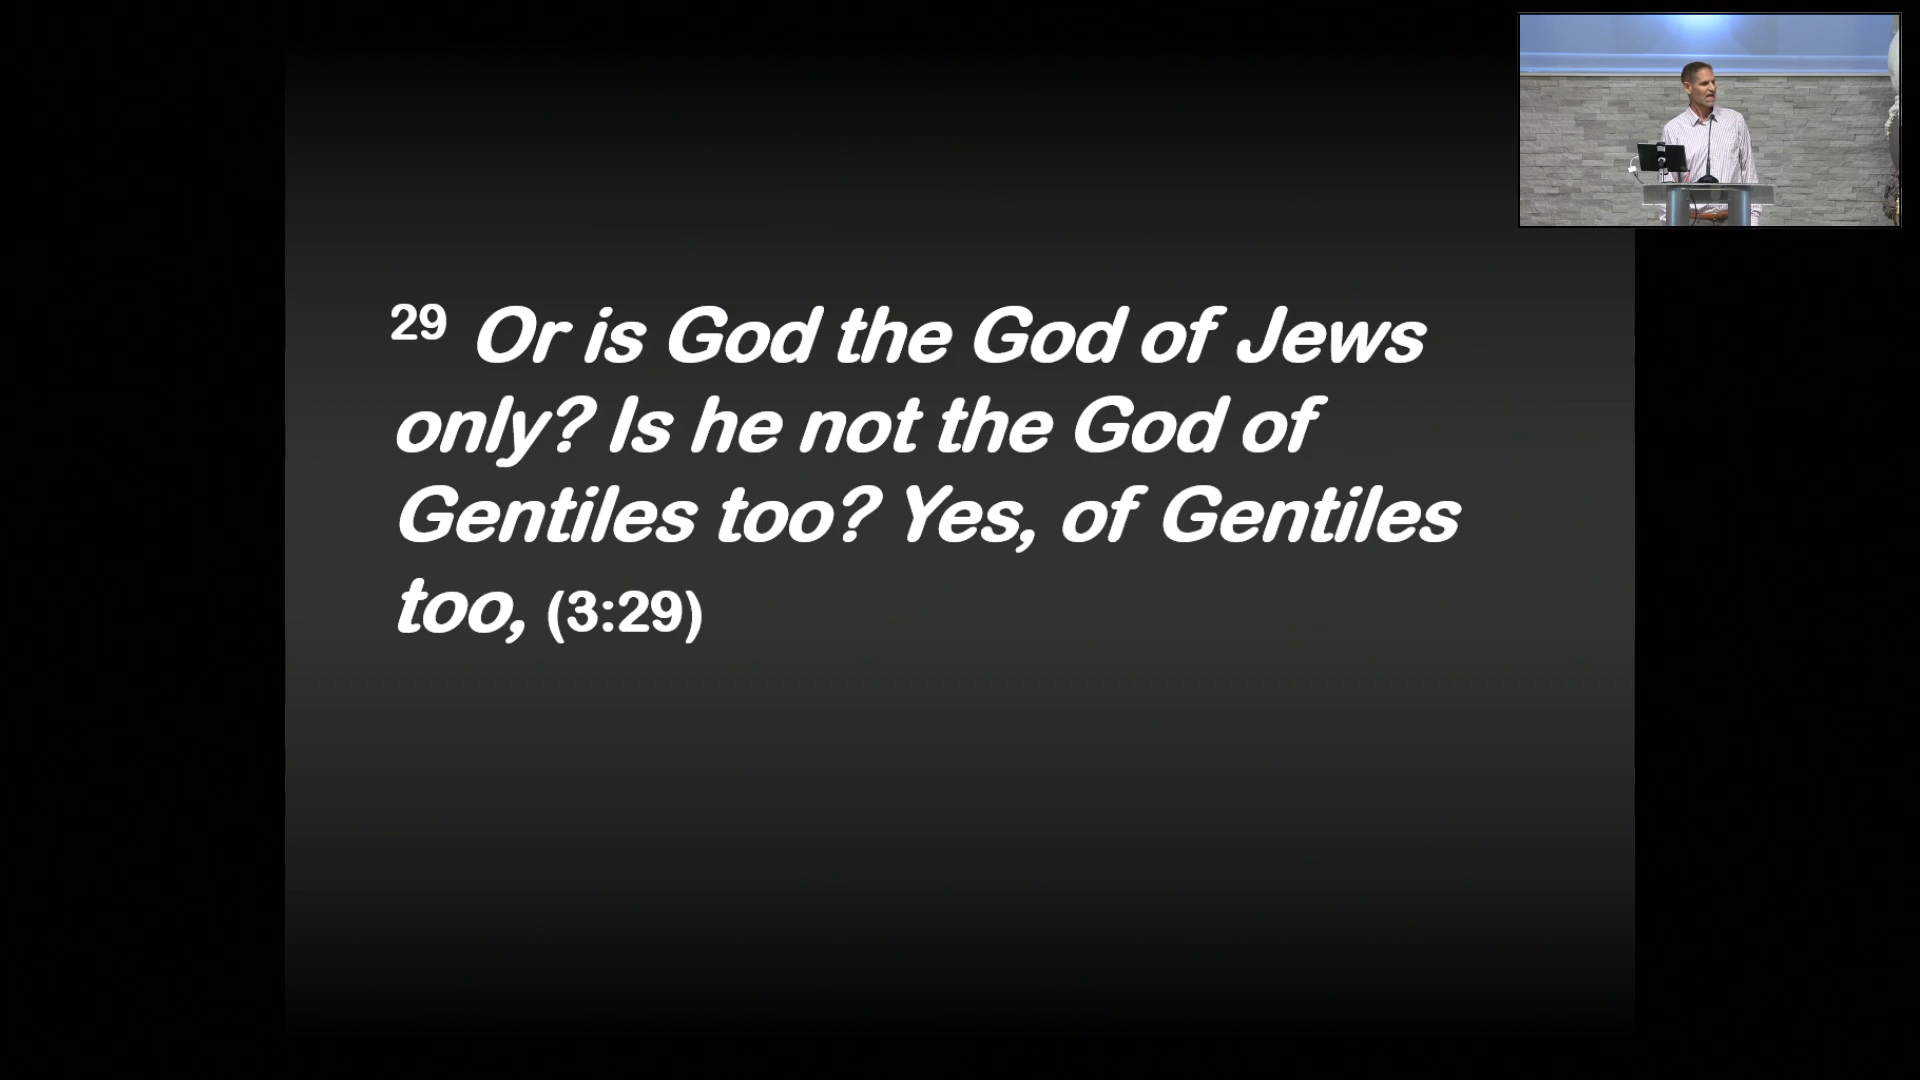 29 Or is God the God of Jews
only? Is he not the God of
Gentiles too? Yes, of Gentiles
too, (3:29)